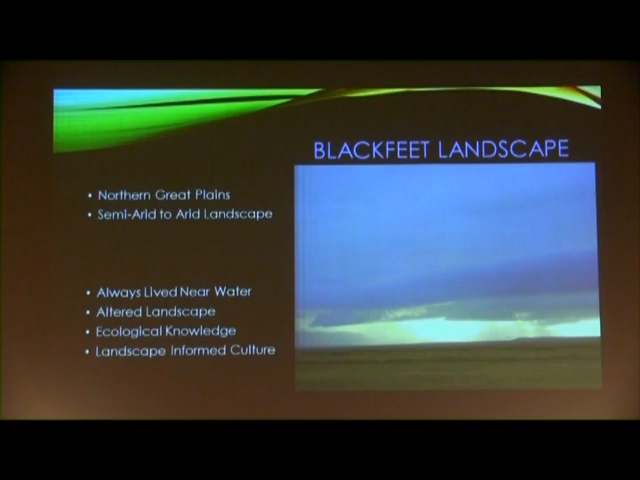 BLACKFEET LANDSCAPE
• Northern Great Plains
• Semi-Arid to Arid Landscape
• Always Lived Near Water
• Altered Landscape
• Ecological Knowledge
• Landscape Informed Culture